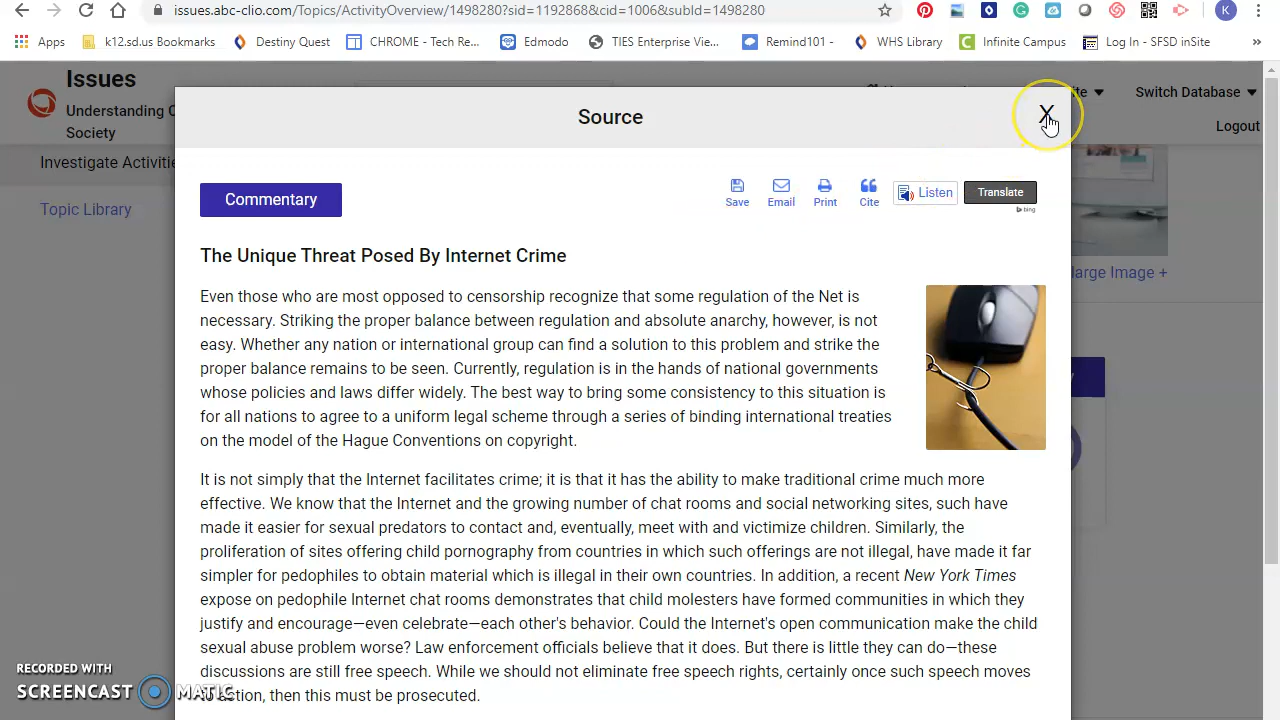 issues.abc-clio.com/Topics/ActivityOverview/1498280?sid=1192868&cid=1006&subId=1498280
K
Apps k12.sd.us Bookmarks Destiny Quest CHROME - Tech Re... Edmodo TIES Enterprise Vie... Remind101 - WHS Library Infinite Campus Log In - SFSD inSite »
Issues
Understanding C
Society
Switch Database
Logout
Investigate Activitie
Topic Library
large Image +
Source
X
Commentary
Save Email Print Cite Listen Translate
bing
The Unique Threat Posed By Internet Crime
Even those who are most opposed to censorship recognize that some regulation of the Net is
necessary. Striking the proper balance between regulation and absolute anarchy, however, is not
easy. Whether any nation or international group can find a solution to this problem and strike the
proper balance remains to be seen. Currently, regulation is in the hands of national governments
whose policies and laws differ widely. The best way to bring some consistency to this situation is
for all nations to agree to a uniform legal scheme through a series of binding international treaties
on the model of the Hague Conventions on copyright.
It is not simply that the Internet facilitates crime; it is that it has the ability to make traditional crime much more
effective. We know that the Internet and the growing number of chat rooms and social networking sites, such have
made it easier for sexual predators to contact and, eventually, meet with and victimize children. Similarly, the
proliferation of sites offering child pornography from countries in which such offerings are not illegal, have made it far
simpler for pedophiles to obtain material which is illegal in their own countries. In addition, a recent New York Times
expose on pedophile Internet chat rooms demonstrates that child molesters have formed communities in which they
justify and encourage—even celebrate—each other's behavior. Could the Internet's open communication make the child
sexual abuse problem worse? Law enforcement officials believe that it does. But there is little they can do—these
discussions are still free speech. While we should not eliminate free speech rights, certainly once such speech moves
to action, then this must be prosecuted.
RECORDED WITH
SCREENCAST MATIC